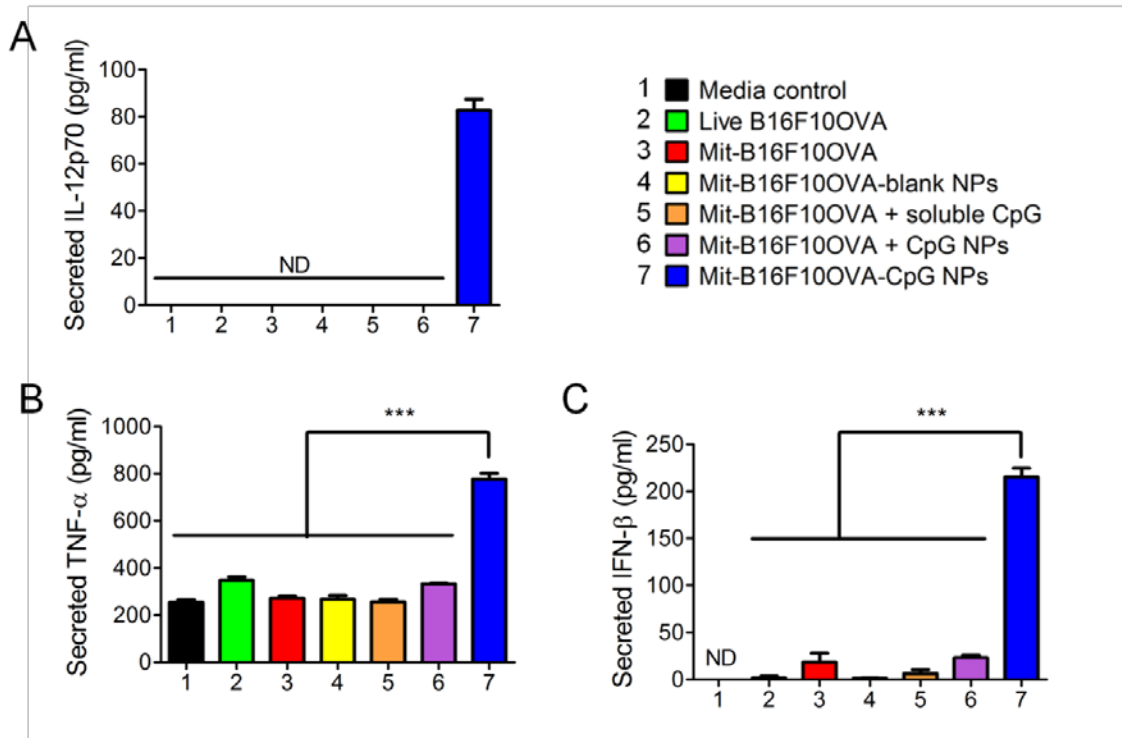 A
Secreted IL-12p70 (pg/ml)
100
80
60
40
20
0
ND
1 2 3 4 5 6 7
1 Media control
2 Live B16F10OVA
3 Mit-B16F10OVA
4 Mit-B16F10OVA-blank NPs
5 Mit-B16F10OVA + soluble CpG
6 Mit-B16F10OVA + CpG NPs
7 Mit-B16F10OVA-CpG NPs
B
Secreted TNF-α (pg/ml)
1000
800
600
400
200
0
***
1 2 3 4 5 6 7
C
Secreted IFN-β (pg/ml)
250
200
150
100
50
0
***
ND
1 2 3 4 5 6 7